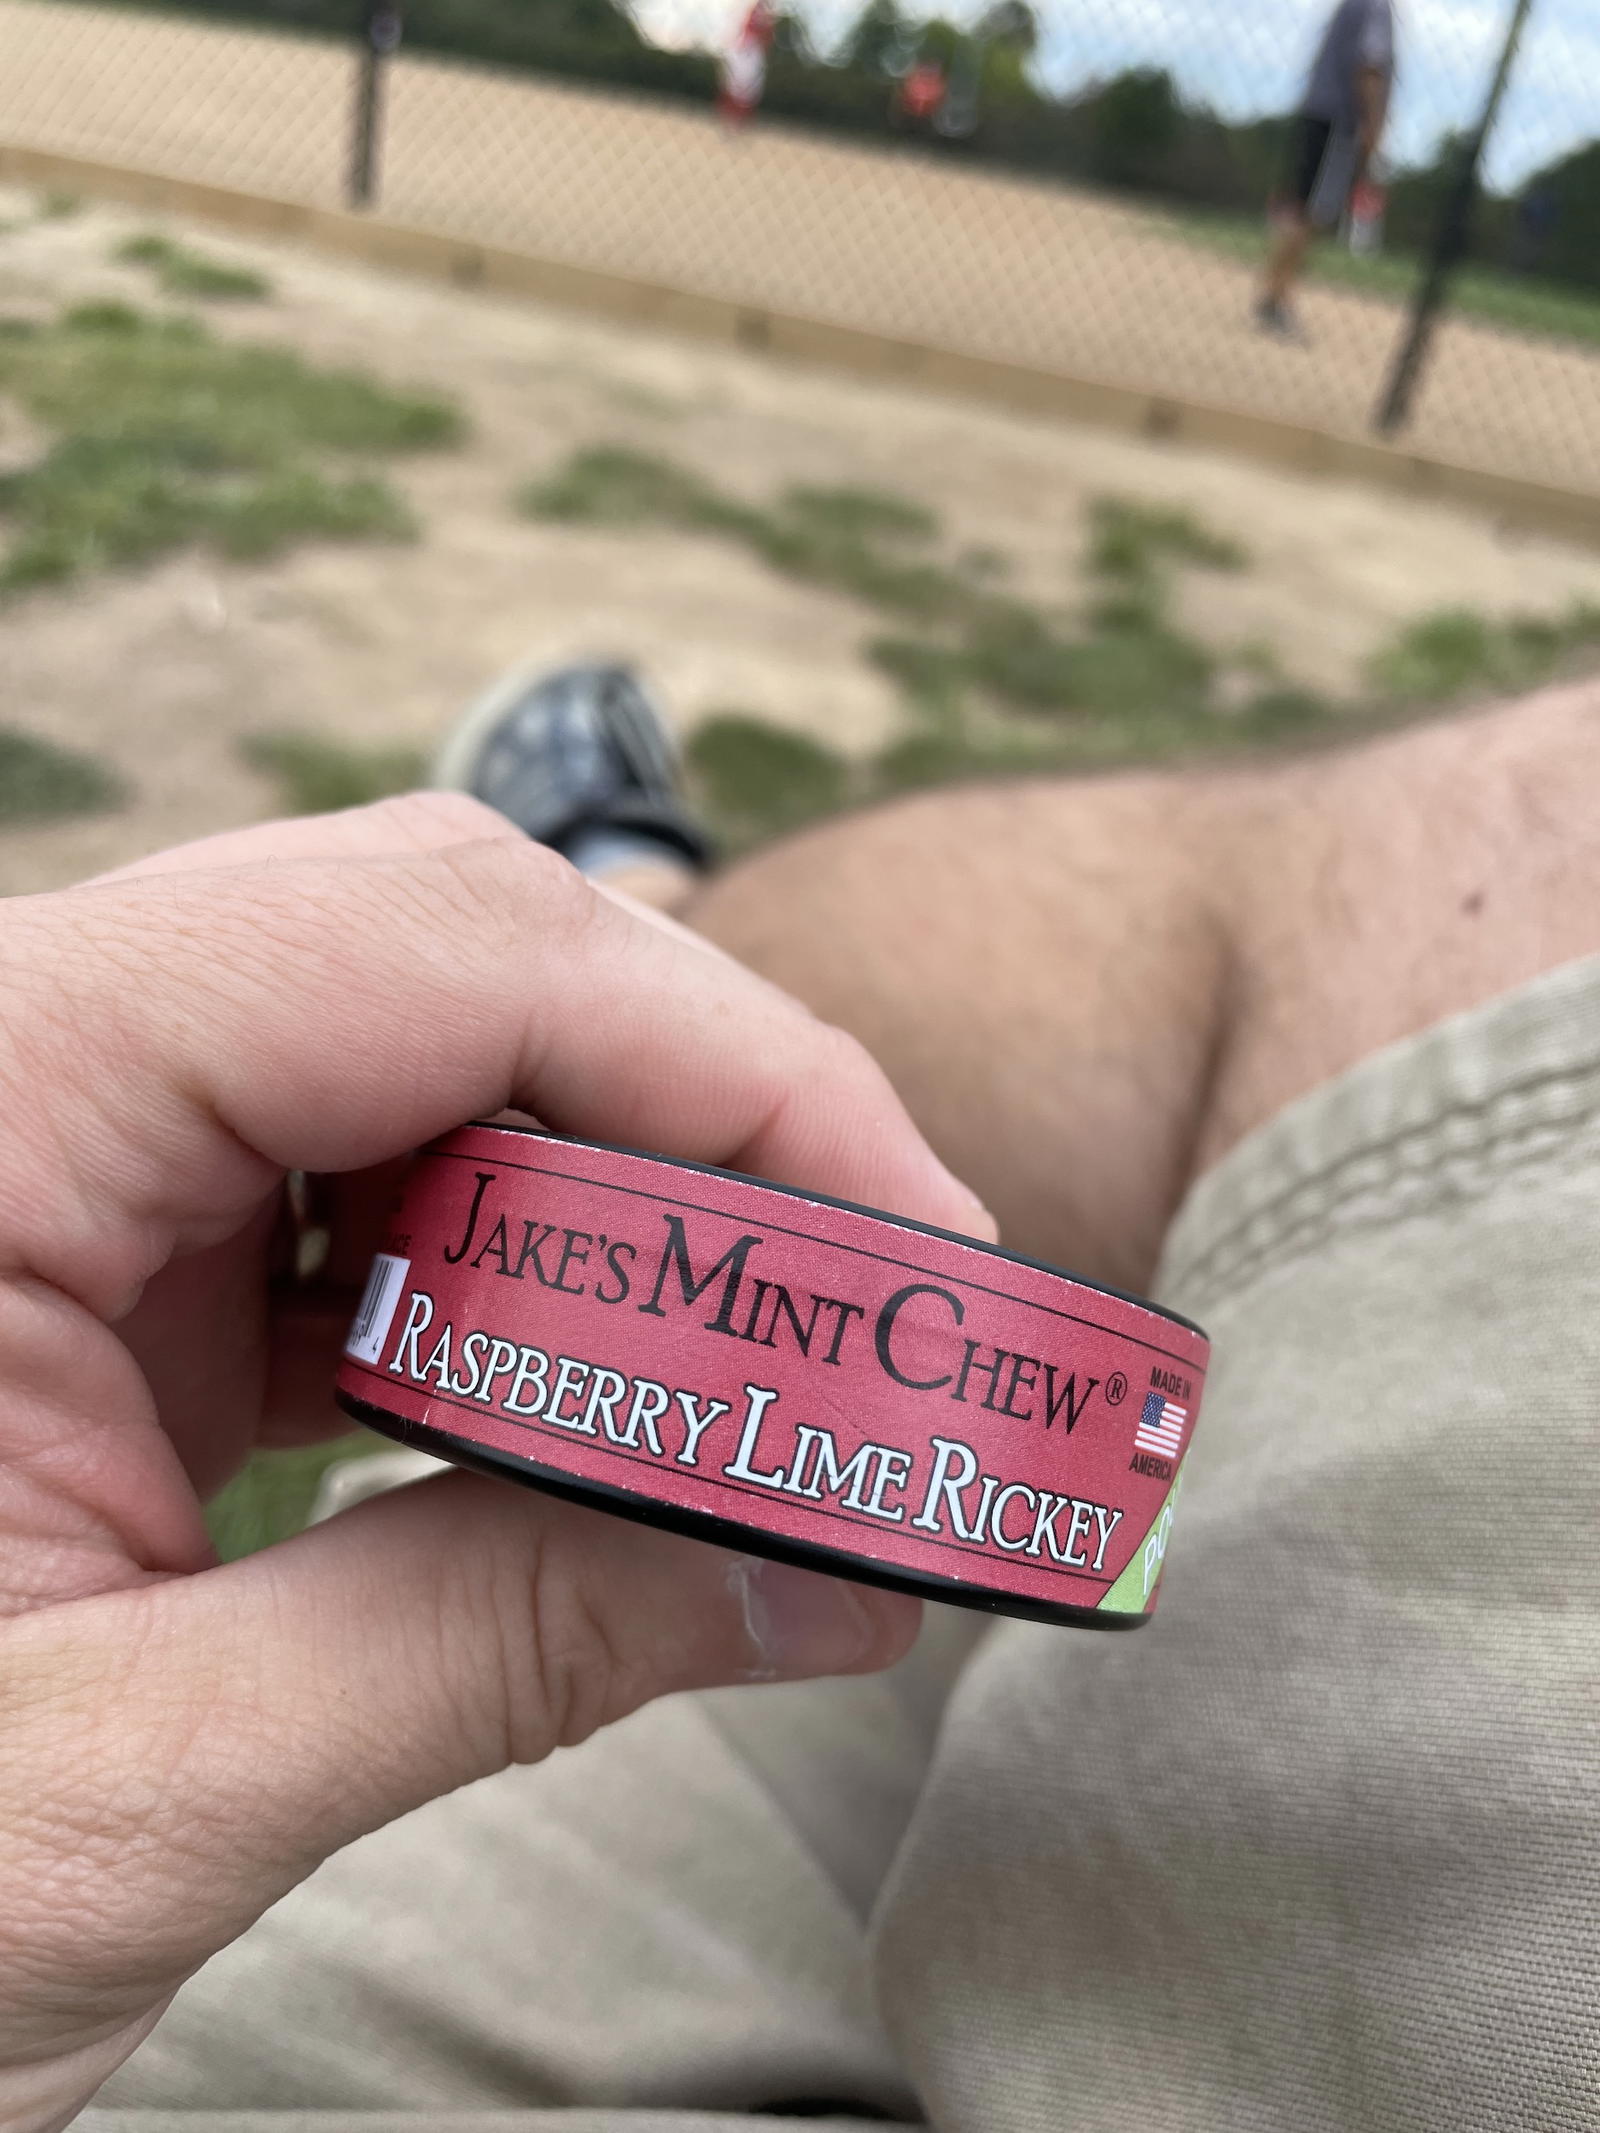 JAKE'S MINT CHEW®
RASPBERRY LIME RICKEY
MADE IN
AMERICA